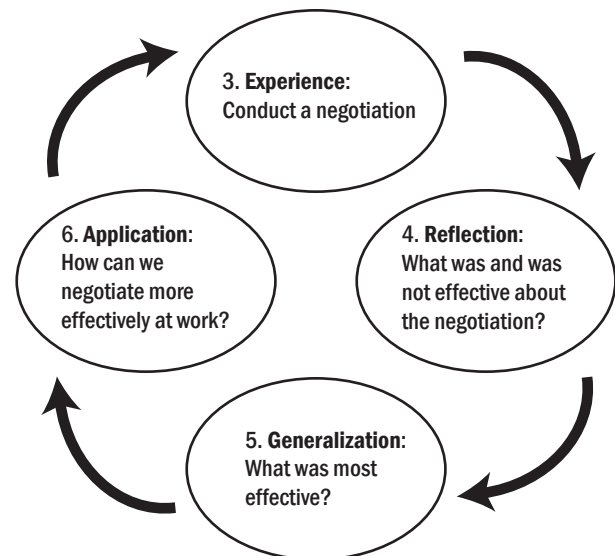 3. Experience:
Conduct a negotiation
4. Reflection:
What was and was
not effective about
the negotiation?
5. Generalization:
What was most
effective?
6. Application:
How can we
negotiate more
effectively at work?